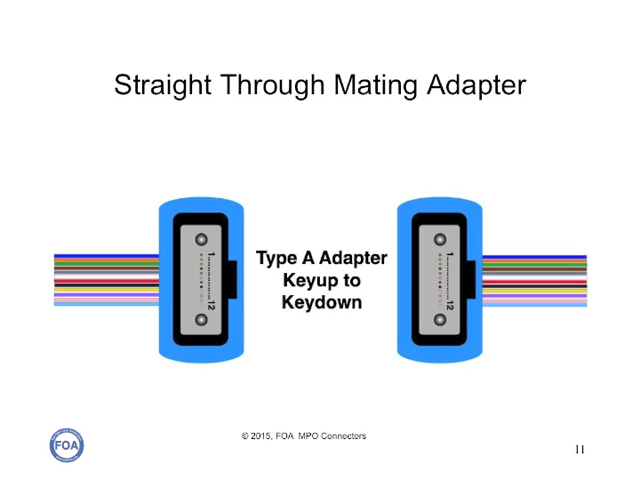 Straight Through Mating Adapter
Type A Adapter
Keyup to
Keydown
1
12
1
12
© 2015, FOA MPO Connectors
FOA
11